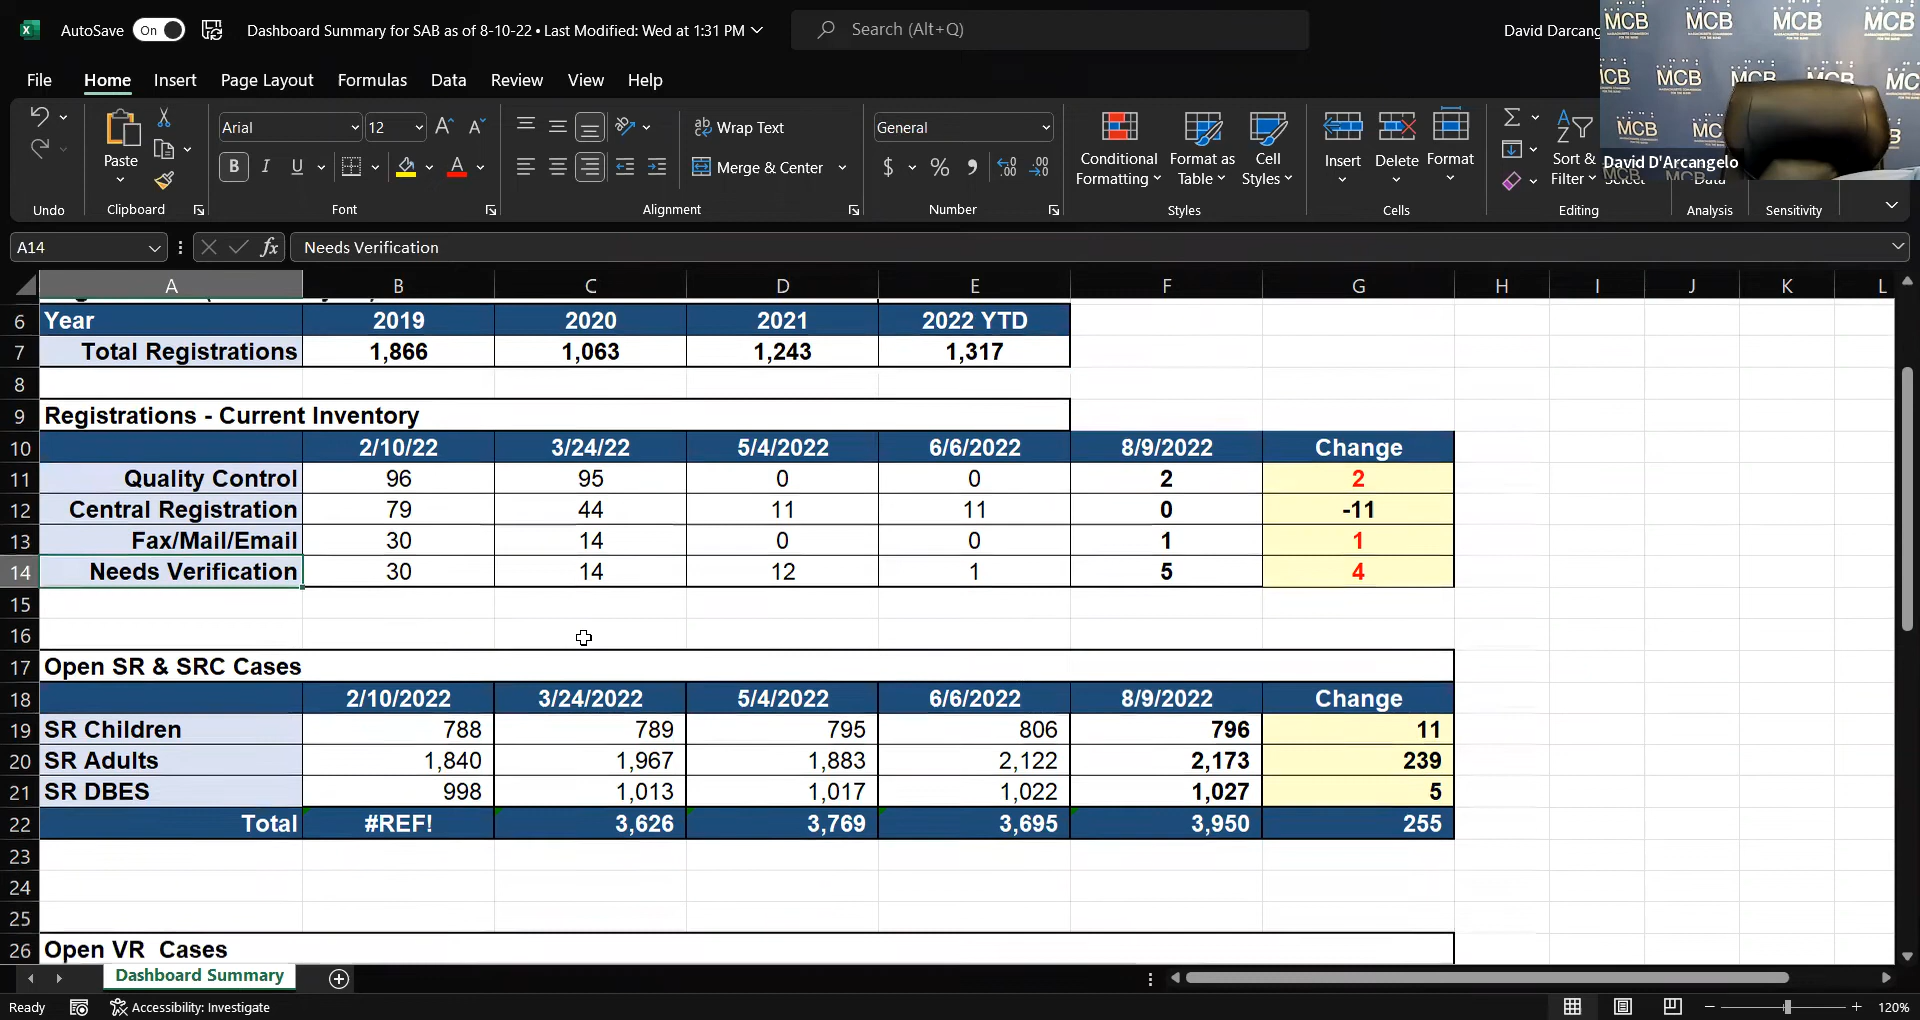 AutoSave On Dashboard Summary for SAB as of 8-10-22 • Last Modified: Wed at 1:31 PM Search (Alt+Q) David Darcang
File Home Insert Page Layout Formulas Data Review View Help
MCB MCB MCB MCB
MCB MCB MCB MC
MCB MC
David D'Arcangelo
Paste
Arial 12
Wrap Text
Merge & Center
General
Conditional Formatting
Format as Table
Cell Styles
Insert Delete Format
Sort & Filter
Undo Clipboard Font Alignment Number Styles Cells Editing Analysis Sensitivity
A14 fx Needs Verification
A B C D E F G H I J K L
6 Year 2019 2020 2021 2022 YTD
7 Total Registrations 1,866 1,063 1,243 1,317
8
9 Registrations - Current Inventory
10 2/10/22 3/24/22 5/4/2022 6/6/2022 8/9/2022 Change
11 Quality Control 96 95 0 0 2 2
12 Central Registration 79 44 11 11 0 -11
13 Fax/Mail/Email 30 14 0 0 1 1
14 Needs Verification 30 14 12 1 5 4
15
16
17 Open SR & SRC Cases
18 2/10/2022 3/24/2022 5/4/2022 6/6/2022 8/9/2022 Change
19 SR Children 788 789 795 806 796 11
20 SR Adults 1,840 1,967 1,883 2,122 2,173 239
21 SR DBES 998 1,013 1,017 1,022 1,027 5
22 Total #REF! 3,626 3,769 3,695 3,950 255
23
24
25
26 Open VR Cases
Dashboard Summary
Ready Accessibility: Investigate 120%